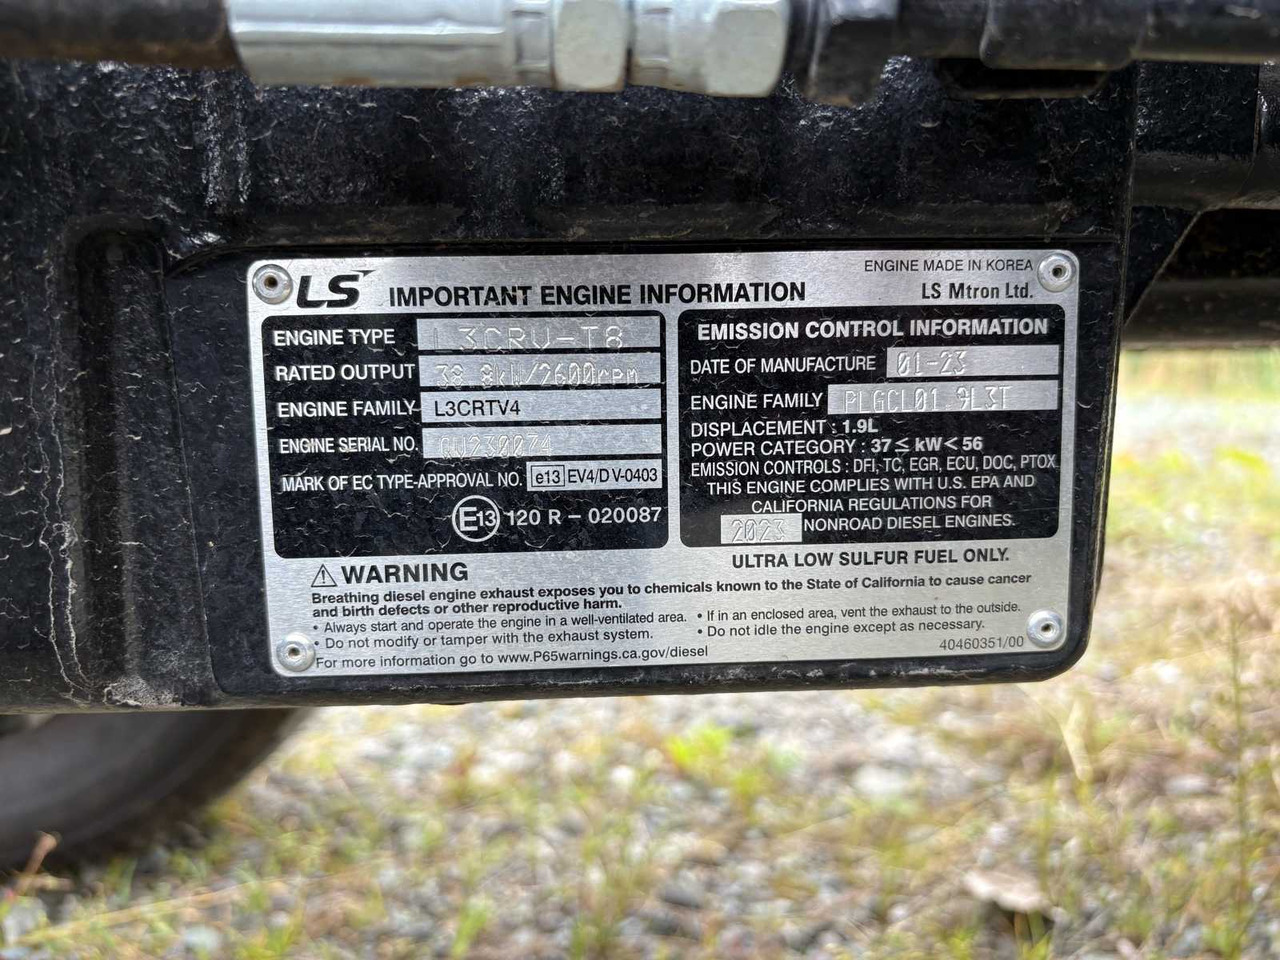 LS
IMPORTANT ENGINE INFORMATION
ENGINE MADE IN KOREA
LS Mtron Ltd.
ENGINE TYPE L3CRV-T8
RATED OUTPUT 38.8kW/2600rpm
ENGINE FAMILY L3CRTV4
ENGINE SERIAL NO. QV230074
MARK OF EC TYPE-APPROVAL NO. e13 EV4/D V-0403
E13 120 R - 020087
EMISSION CONTROL INFORMATION
DATE OF MANUFACTURE 01-23
ENGINE FAMILY PLGCL01.9L3T
DISPLACEMENT : 1.9L
POWER CATEGORY : 37 ≤ kW < 56
EMISSION CONTROLS : DFI, TC, EGR, ECU, DOC, PTOX
THIS ENGINE COMPLIES WITH U.S. EPA AND
CALIFORNIA REGULATIONS FOR
2023 NONROAD DIESEL ENGINES.
ULTRA LOW SULFUR FUEL ONLY.
WARNING
Breathing diesel engine exhaust exposes you to chemicals known to the State of California to cause cancer
and birth defects or other reproductive harm.
• Always start and operate the engine in a well-ventilated area.
• Do not modify or tamper with the exhaust system.
• If in an enclosed area, vent the exhaust to the outside.
• Do not idle the engine except as necessary.
For more information go to www.P65warnings.ca.gov/diesel
40460351/00